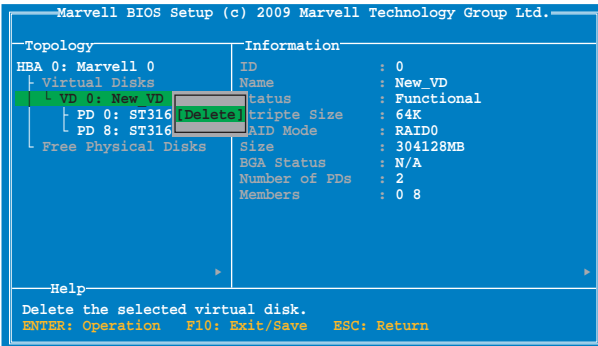 Marvell BIOS Setup (c) 2009 Marvell Technology Group Ltd.
Topology
HBA 0: Marvell 0
Virtual Disks
VD 0: New_VD
PD 0: ST316
PD 8: ST316
Free Physical Disks
[Delete]
Information
ID : 0
Name : New_VD
tatus : Functional
tripte Size : 64K
AID Mode : RAID0
Size : 304128MB
BGA Status : N/A
Number of PDs : 2
Members : 0 8
Help
Delete the selected virtual disk.
ENTER: Operation F10: Exit/Save ESC: Return